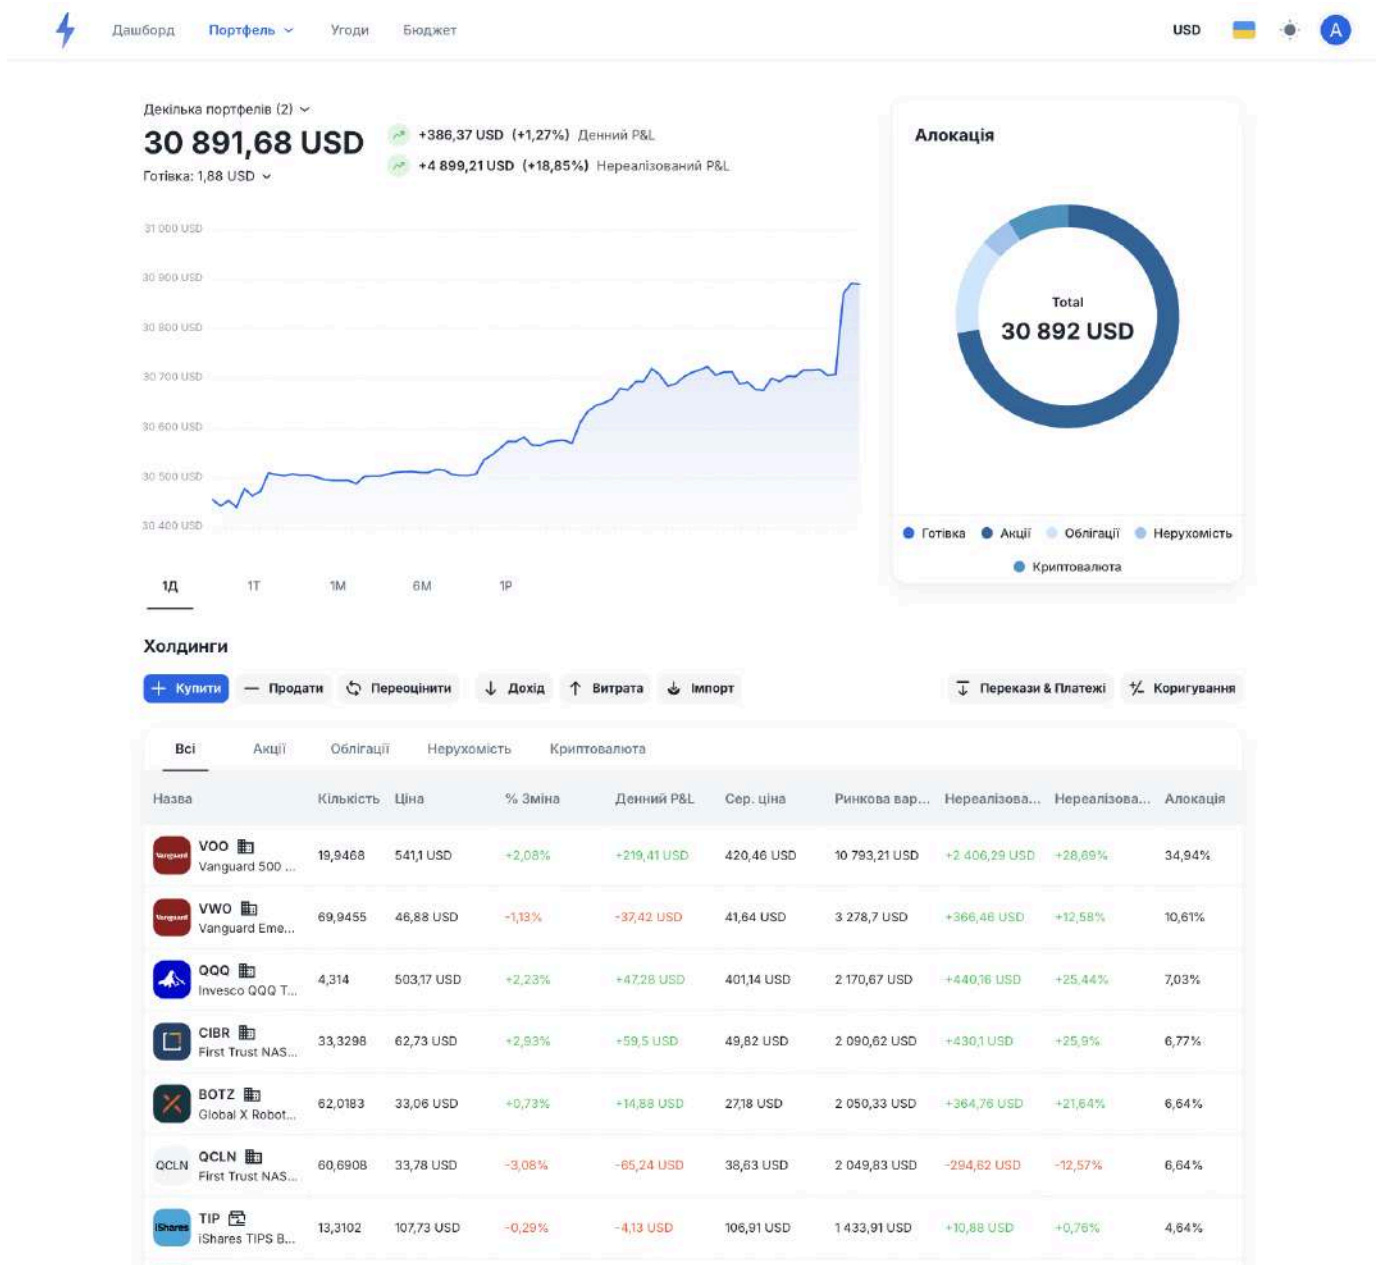 Дашборд Портфель Угоди Бюджет USD A
Декілька портфелів (2)
30 891,68 USD
+386,37 USD (+1,27%) Денний P&L
+4 899,21 USD (+18,85%) Нереалізований P&L
Готівка: 1,88 USD
31 000 USD
30 900 USD
30 800 USD
30 700 USD
30 600 USD
30 500 USD
30 400 USD
1Д 1Т 1М 6М 1Р
Алокація
Total
30 892 USD
Готівка Акції Облігації Нерухомість
Криптовалюта
Холдинги
Купити Продати Переоцінити Дохід Витрата Імпорт Перекази & Платежі Коригування
Всі Акції Облігації Нерухомість Криптовалюта
Назва Кількість Ціна % Зміна Денний P&L Сер. ціна Ринкова вар... Нереалізова... Нереалізова... Алокація
Vanguard VOO 19,9468 541,1 USD +2,08% +219,41 USD 420,46 USD 10 793,21 USD +2 406,29 USD +28,69% 34,94%
Vanguard 500 ...
Vanguard VWO 69,9455 46,88 USD -1,13% -37,42 USD 41,64 USD 3 278,7 USD +366,46 USD +12,58% 10,61%
Vanguard Eme...
QQQ 4,314 503,17 USD +2,23% +47,28 USD 401,14 USD 2 170,67 USD +440,16 USD +25,44% 7,03%
Invesco QQQ T...
CIBR 33,3298 62,73 USD +2,93% +59,5 USD 49,82 USD 2 090,62 USD +430,1 USD +25,9% 6,77%
First Trust NAS...
BOTZ 62,0183 33,06 USD +0,73% +14,88 USD 27,18 USD 2 050,33 USD +364,76 USD +21,64% 6,64%
Global X Robot...
QCLN QCLN 60,6908 33,78 USD -3,08% -65,24 USD 38,63 USD 2 049,83 USD -294,62 USD -12,57% 6,64%
First Trust NAS...
iShares TIP 13,3102 107,73 USD -0,29% -4,13 USD 106,91 USD 1 433,91 USD +10,88 USD +0,76% 4,64%
iShares TIPS B...